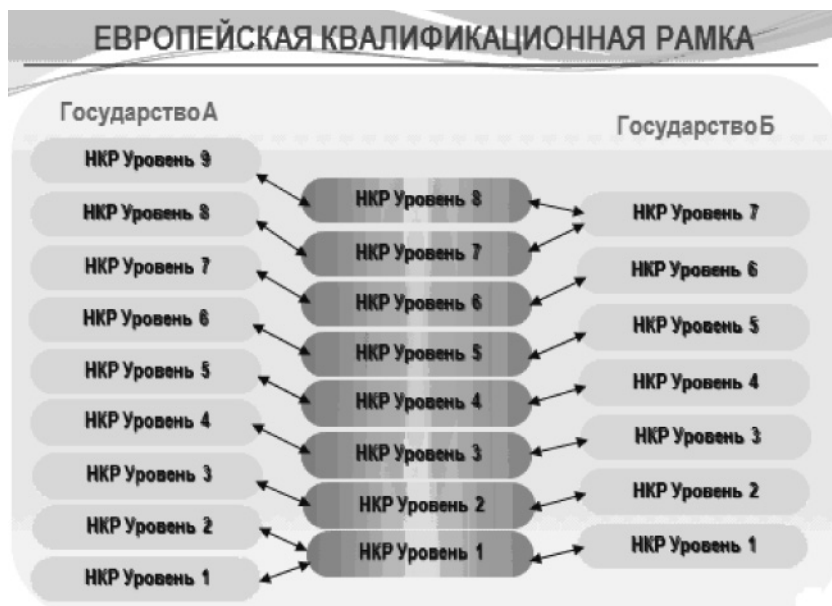 ЕВРОПЕЙСКАЯ КВАЛИФИКАЦИОННАЯ РАМКА
Государство А
НКР Уровень 9
НКР Уровень 8
НКР Уровень 7
НКР Уровень 6
НКР Уровень 5
НКР Уровень 4
НКР Уровень 3
НКР Уровень 2
НКР Уровень 1
НКР Уровень 8
НКР Уровень 7
НКР Уровень 6
НКР Уровень 5
НКР Уровень 4
НКР Уровень 3
НКР Уровень 2
НКР Уровень 1
Государство Б
НКР Уровень 7
НКР Уровень 6
НКР Уровень 5
НКР Уровень 4
НКР Уровень 3
НКР Уровень 2
НКР Уровень 1